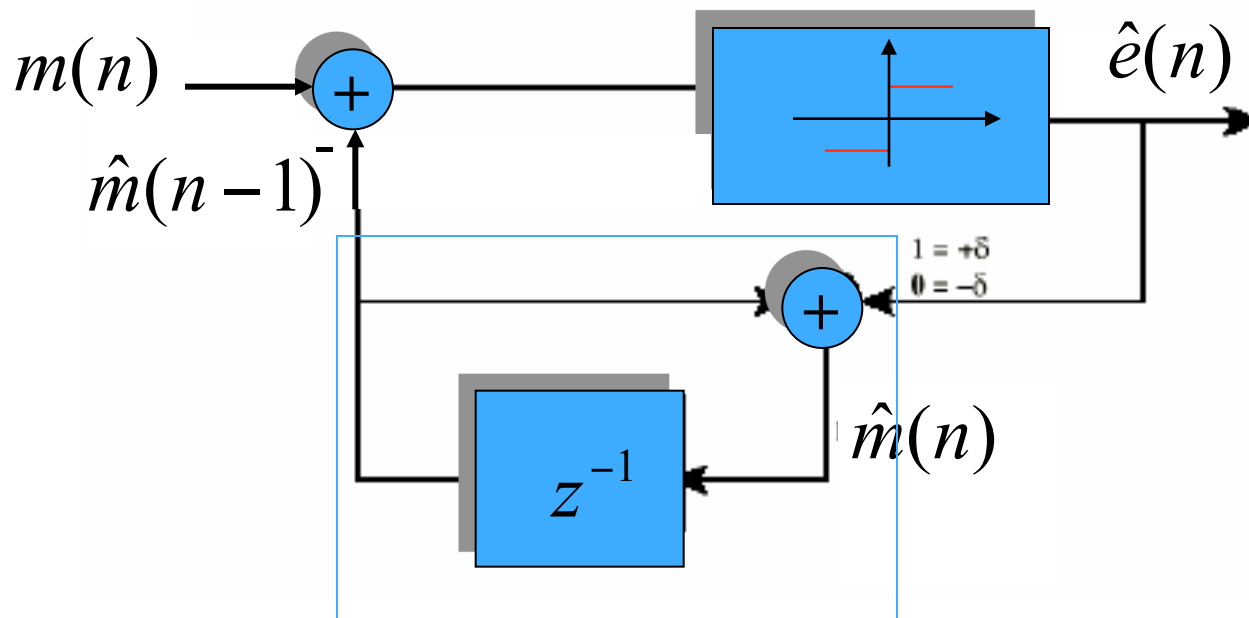 m(n)
+
ê(n)
-
m̂(n − 1)
1 = +δ
0 = −δ
+
m̂(n)
z⁻¹